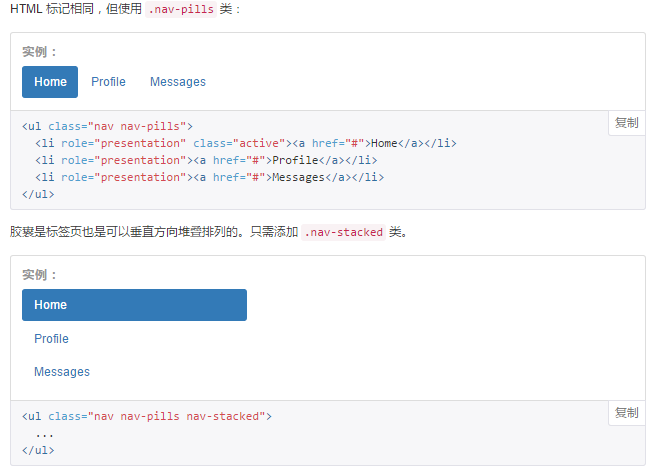 HTML 标记相同，但使用 .nav-pills 类：
实例：
Home Profile Messages
复制
<ul class="nav nav-pills">
  <li role="presentation" class="active"><a href="#">Home</a></li>
  <li role="presentation"><a href="#">Profile</a></li>
  <li role="presentation"><a href="#">Messages</a></li>
</ul>
胶囊是标签页也是可以垂直方向堆叠排列的。只需添加 .nav-stacked 类。
实例：
Home
Profile
Messages
复制
<ul class="nav nav-pills nav-stacked">
  ...
</ul>